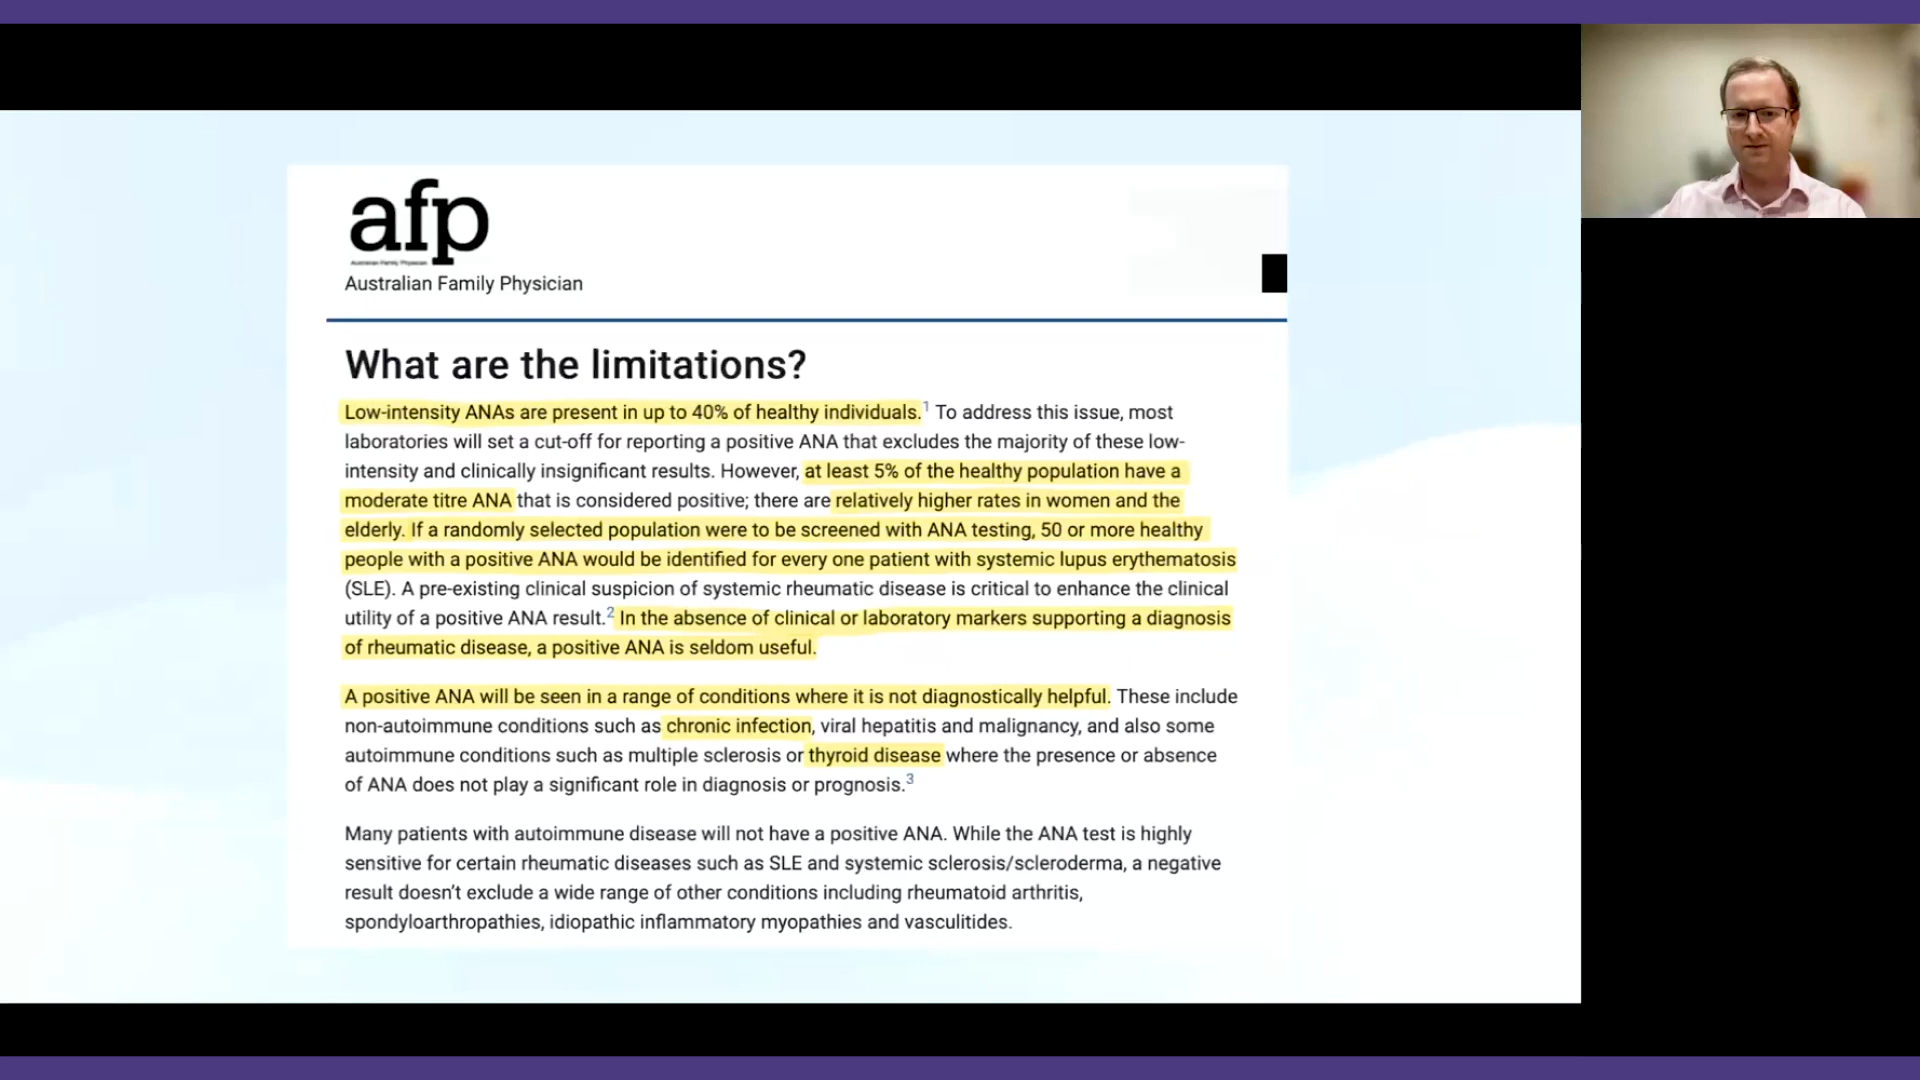 afp
Australian Family Physician
Australian Family Physician
What are the limitations?
Low-intensity ANAs are present in up to 40% of healthy individuals.1 To address this issue, most
laboratories will set a cut-off for reporting a positive ANA that excludes the majority of these low-
intensity and clinically insignificant results. However, at least 5% of the healthy population have a
moderate titre ANA that is considered positive; there are relatively higher rates in women and the
elderly. If a randomly selected population were to be screened with ANA testing, 50 or more healthy
people with a positive ANA would be identified for every one patient with systemic lupus erythematosis
(SLE). A pre-existing clinical suspicion of systemic rheumatic disease is critical to enhance the clinical
utility of a positive ANA result.2 In the absence of clinical or laboratory markers supporting a diagnosis
of rheumatic disease, a positive ANA is seldom useful.
A positive ANA will be seen in a range of conditions where it is not diagnostically helpful. These include
non-autoimmune conditions such as chronic infection, viral hepatitis and malignancy, and also some
autoimmune conditions such as multiple sclerosis or thyroid disease where the presence or absence
of ANA does not play a significant role in diagnosis or prognosis.3
Many patients with autoimmune disease will not have a positive ANA. While the ANA test is highly
sensitive for certain rheumatic diseases such as SLE and systemic sclerosis/scleroderma, a negative
result doesn't exclude a wide range of other conditions including rheumatoid arthritis,
spondyloarthropathies, idiopathic inflammatory myopathies and vasculitides.